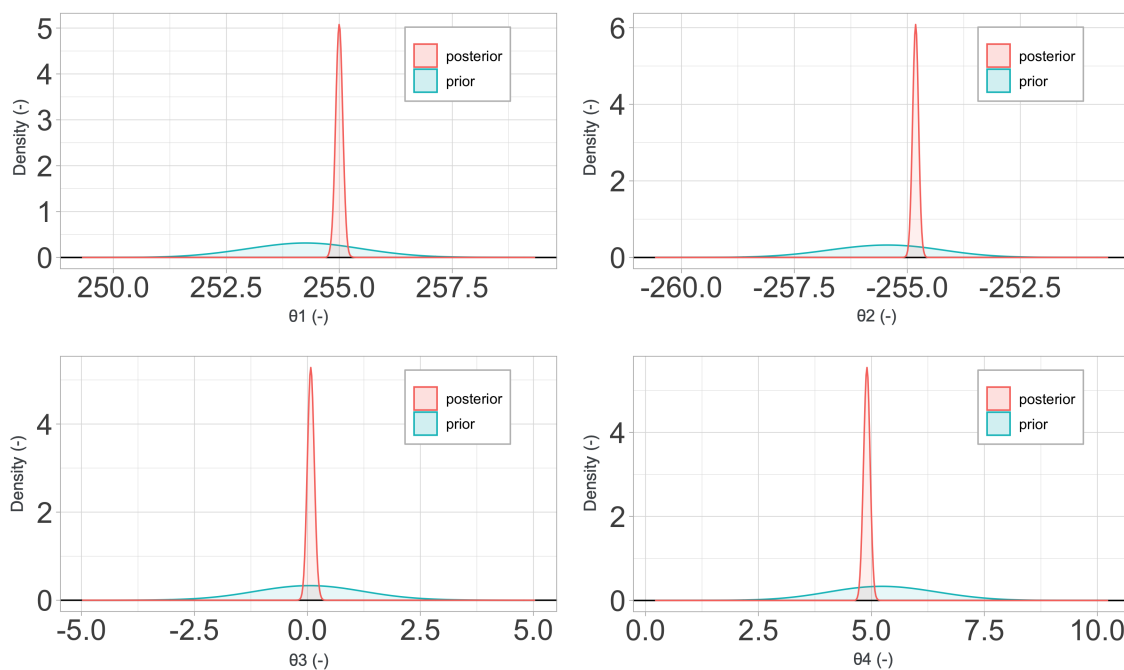 Density (-)
5
4
3
2
1
0
250.0 252.5 255.0 257.5
θ1 (-)
posterior
prior
Density (-)
6
4
2
0
-260.0 -257.5 -255.0 -252.5
θ2 (-)
posterior
prior
Density (-)
4
2
0
-5.0 -2.5 0.0 2.5 5.0
θ3 (-)
posterior
prior
Density (-)
4
2
0
0.0 2.5 5.0 7.5 10.0
θ4 (-)
posterior
prior